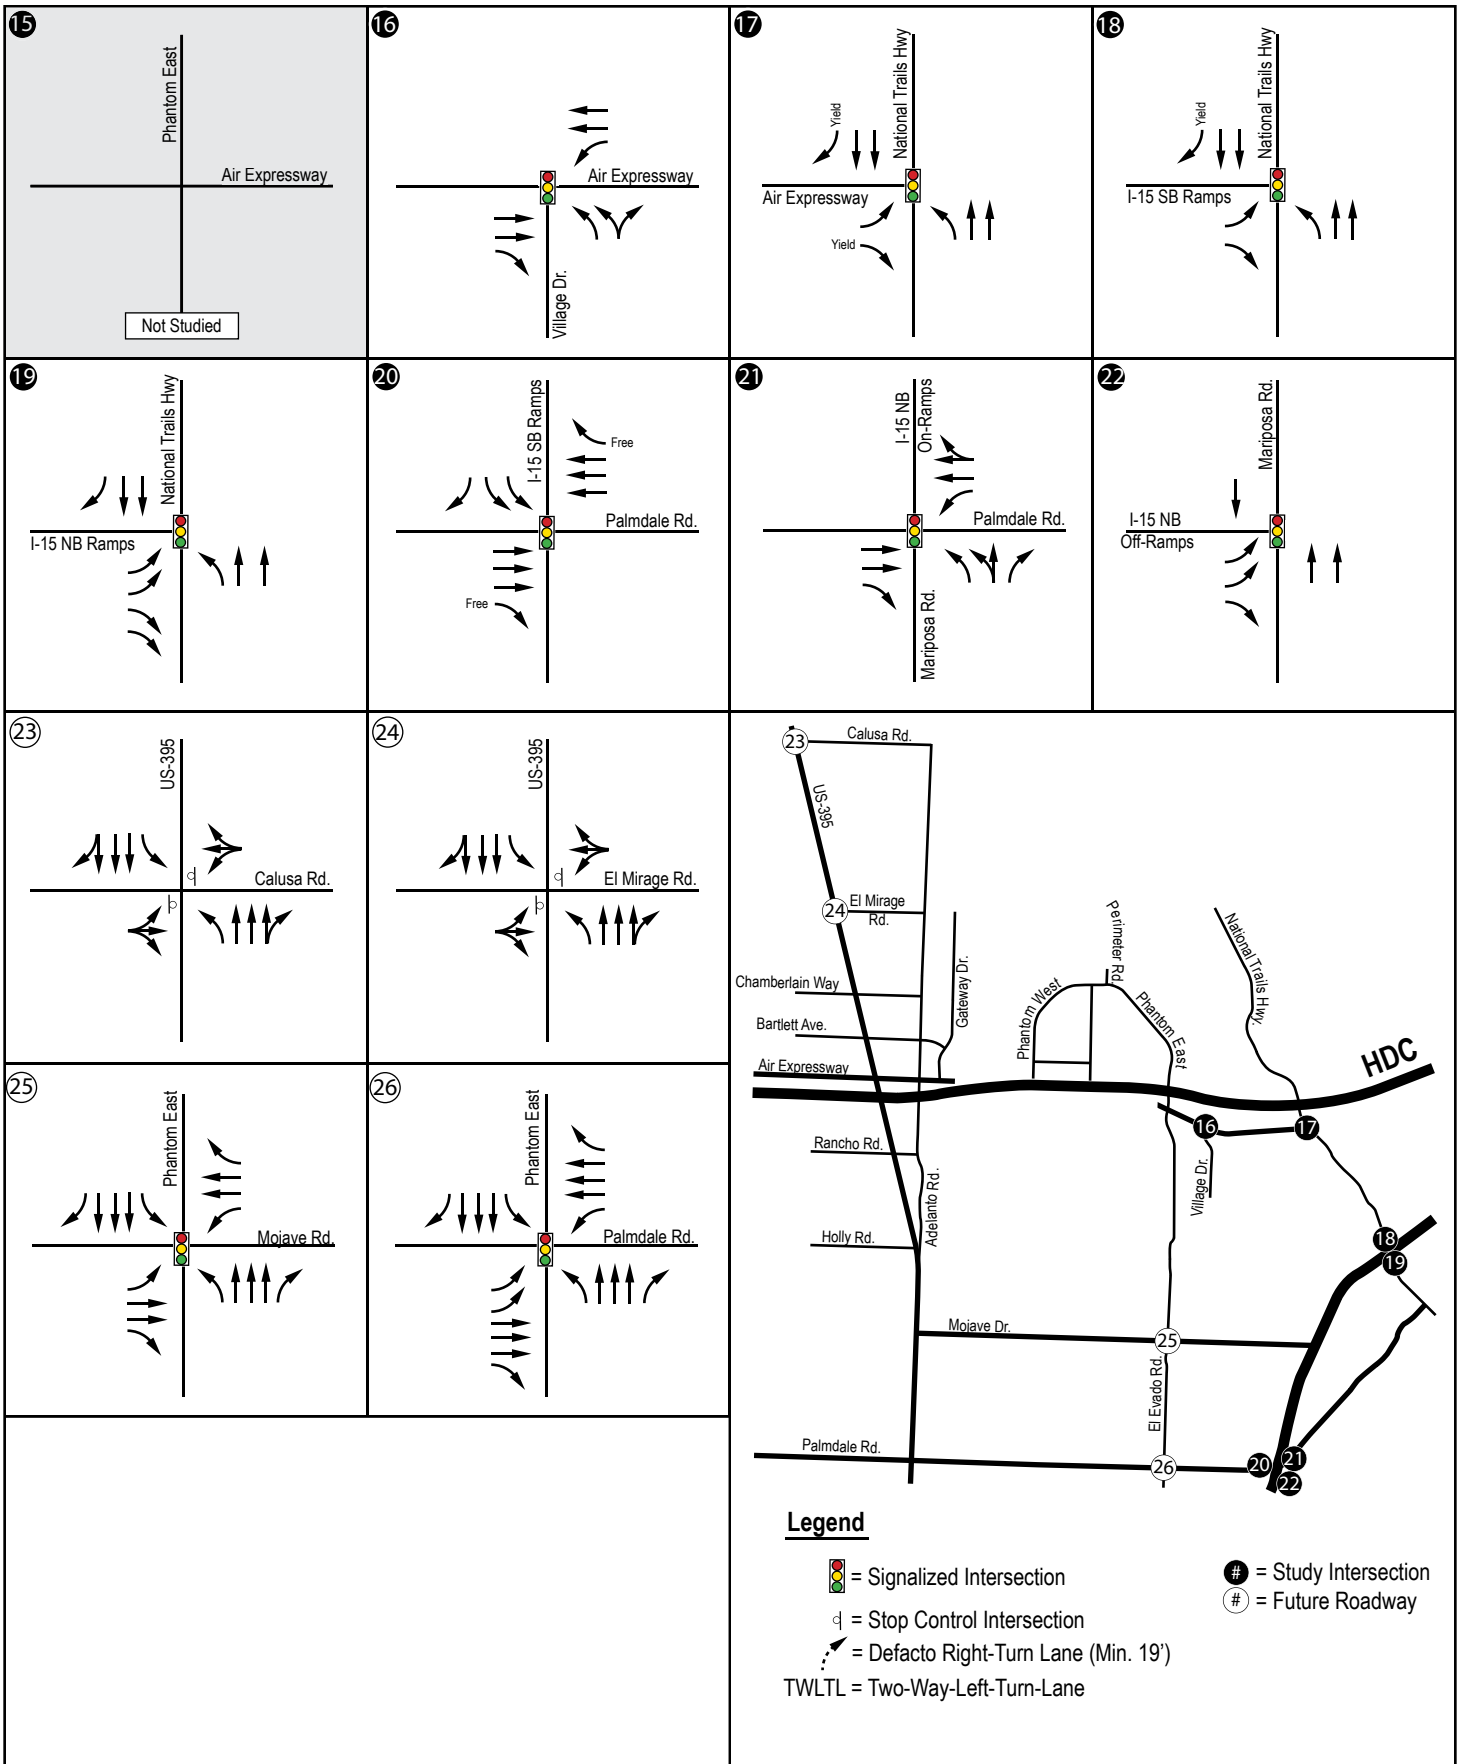 15
Phantom East
Air Expressway
Not Studied
16
Air Expressway
Village Dr.
17
National Trails Hwy
Yield
Air Expressway
Yield
18
National Trails Hwy
Yield
I-15 SB Ramps
19
National Trails Hwy
I-15 NB Ramps
20
I-15 SB Ramps
Free
Palmdale Rd.
Free
21
I-15 NB
On-Ramps
Palmdale Rd.
Mariposa Rd.
22
Mariposa Rd.
I-15 NB
Off-Ramps
23
US-395
Calusa Rd.
24
US-395
El Mirage Rd.
25
Phantom East
Mojave Rd.
26
Phantom East
Palmdale Rd.
23
Calusa Rd.
US-395
24
El Mirage
Rd.
Chamberlain Way
Bartlett Ave.
Air Expressway
Gateway Dr.
Phantom West
Perimeter Rd.
Phantom East
National Trails Hwy.
HDC
16
17
Village Dr.
Rancho Rd.
Adelanto Rd.
Holly Rd.
18
19
Mojave Dr.
25
El Evado Rd.
Palmdale Rd.
26
20
21
22
Legend
= Signalized Intersection
= Stop Control Intersection
= Defacto Right-Turn Lane (Min. 19')
TWLTL = Two-Way-Left-Turn-Lane
# = Study Intersection
# = Future Roadway